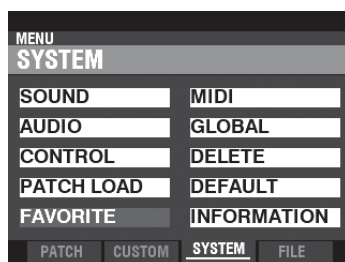 MENU
SYSTEM
SOUND MIDI
AUDIO GLOBAL
CONTROL DELETE
PATCH LOAD DEFAULT
FAVORITE INFORMATION
PATCH CUSTOM SYSTEM FILE